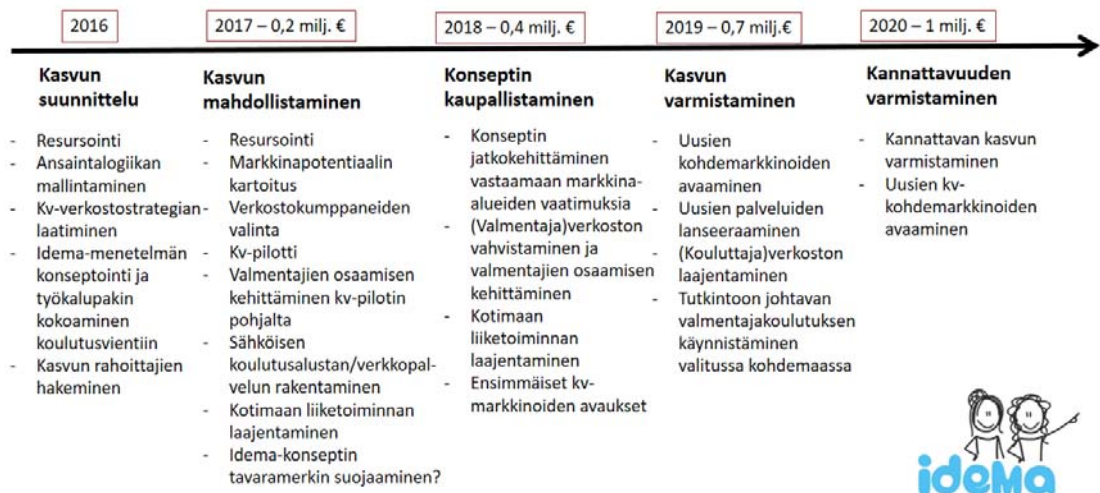 2016
2017 – 0,2 milj. €
2018 – 0,4 milj. €
2019 – 0,7 milj.€
2020 – 1 milj. €
Kasvun
suunnittelu
- Resursointi
- Ansaintalogiikan
mallintaminen
- Kv-verkostostrategian
laatiminen
- Idema-menetelmän
konseptointi ja
työkalupakin
kokoaminen
koulutusvientiin
- Kasvun rahoittajien
hakeminen
Kasvun
mahdollistaminen
- Resursointi
- Markkinapotentiaalin
kartoitus
- Verkostokumppaneiden
valinta
- Kv-pilotti
- Valmentajien osaamisen
kehittäminen kv-pilotin
pohjalta
- Sähköisen
koulutusalustan/verkkopal-
velun rakentaminen
- Kotimaan liiketoiminnan
laajentaminen
- Idema-konseptin
tavaramerkin suojaaminen?
Konseptin
kaupallistaminen
- Konseptin
jatkokehittäminen
vastaamaan markkina-
alueiden vaatimuksia
- (Valmentaja)verkoston
vahvistaminen ja
valmentajien osaamisen
kehittäminen
- Kotimaan
liiketoiminnan
laajentaminen
- Ensimmäiset kv-
markkinoiden avaukset
Kasvun
varmistaminen
- Uusien
kohdemarkkinoiden
avaaminen
- Uusien palveluiden
lanseeraaminen
- (Kouluttaja)verkoston
laajentaminen
- Tutkintoon johtavan
valmentajakoulutuksen
käynnistäminen
valitussa kohdemaassa
Kannattavuuden
varmistaminen
- Kannattavan kasvun
varmistaminen
- Uusien kv-
kohdemarkkinoiden
avaaminen
idema